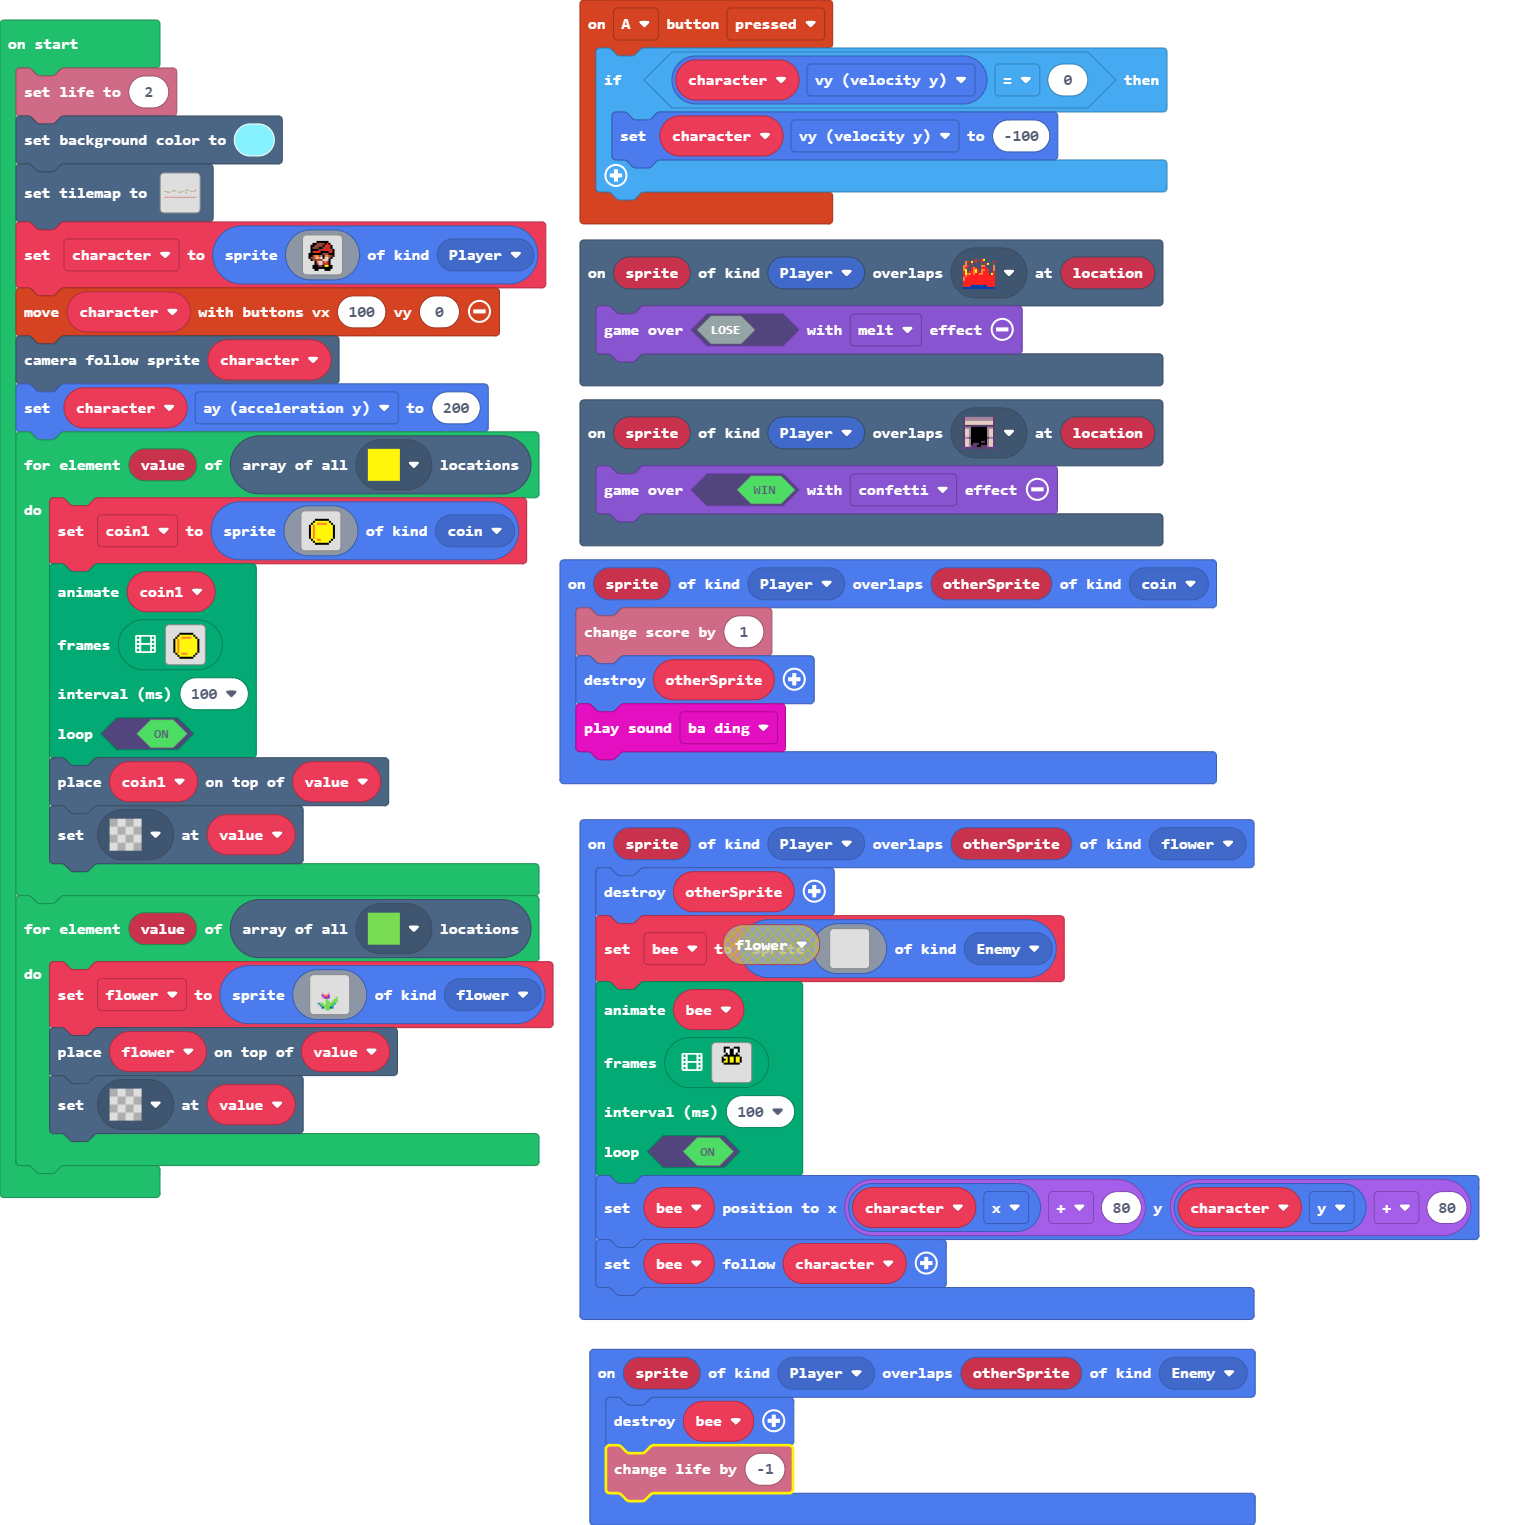 on start
set life to 2
set background color to
set tilemap to
set character to sprite of kind Player
move character with buttons vx 100 vy 0
camera follow sprite character
set character ay (acceleration y) to 200
for element value of array of all locations
do
set coin1 to sprite of kind coin
animate coin1
frames
interval (ms) 100
loop ON
place coin1 on top of value
set at value
for element value of array of all locations
do
set flower to sprite of kind flower
place flower on top of value
set at value
on A button pressed
if character vy (velocity y) = 0 then
set character vy (velocity y) to -100
on sprite of kind Player overlaps at location
game over LOSE with melt effect
on sprite of kind Player overlaps at location
game over WIN with confetti effect
on sprite of kind Player overlaps otherSprite of kind coin
change score by 1
destroy otherSprite
play sound ba ding
on sprite of kind Player overlaps otherSprite of kind flower
destroy otherSprite
set bee to flower of kind Enemy
animate bee
frames
interval (ms) 100
loop ON
set bee position to x character x + 80 y character y + 80
set bee follow character
on sprite of kind Player overlaps otherSprite of kind Enemy
destroy bee
change life by -1